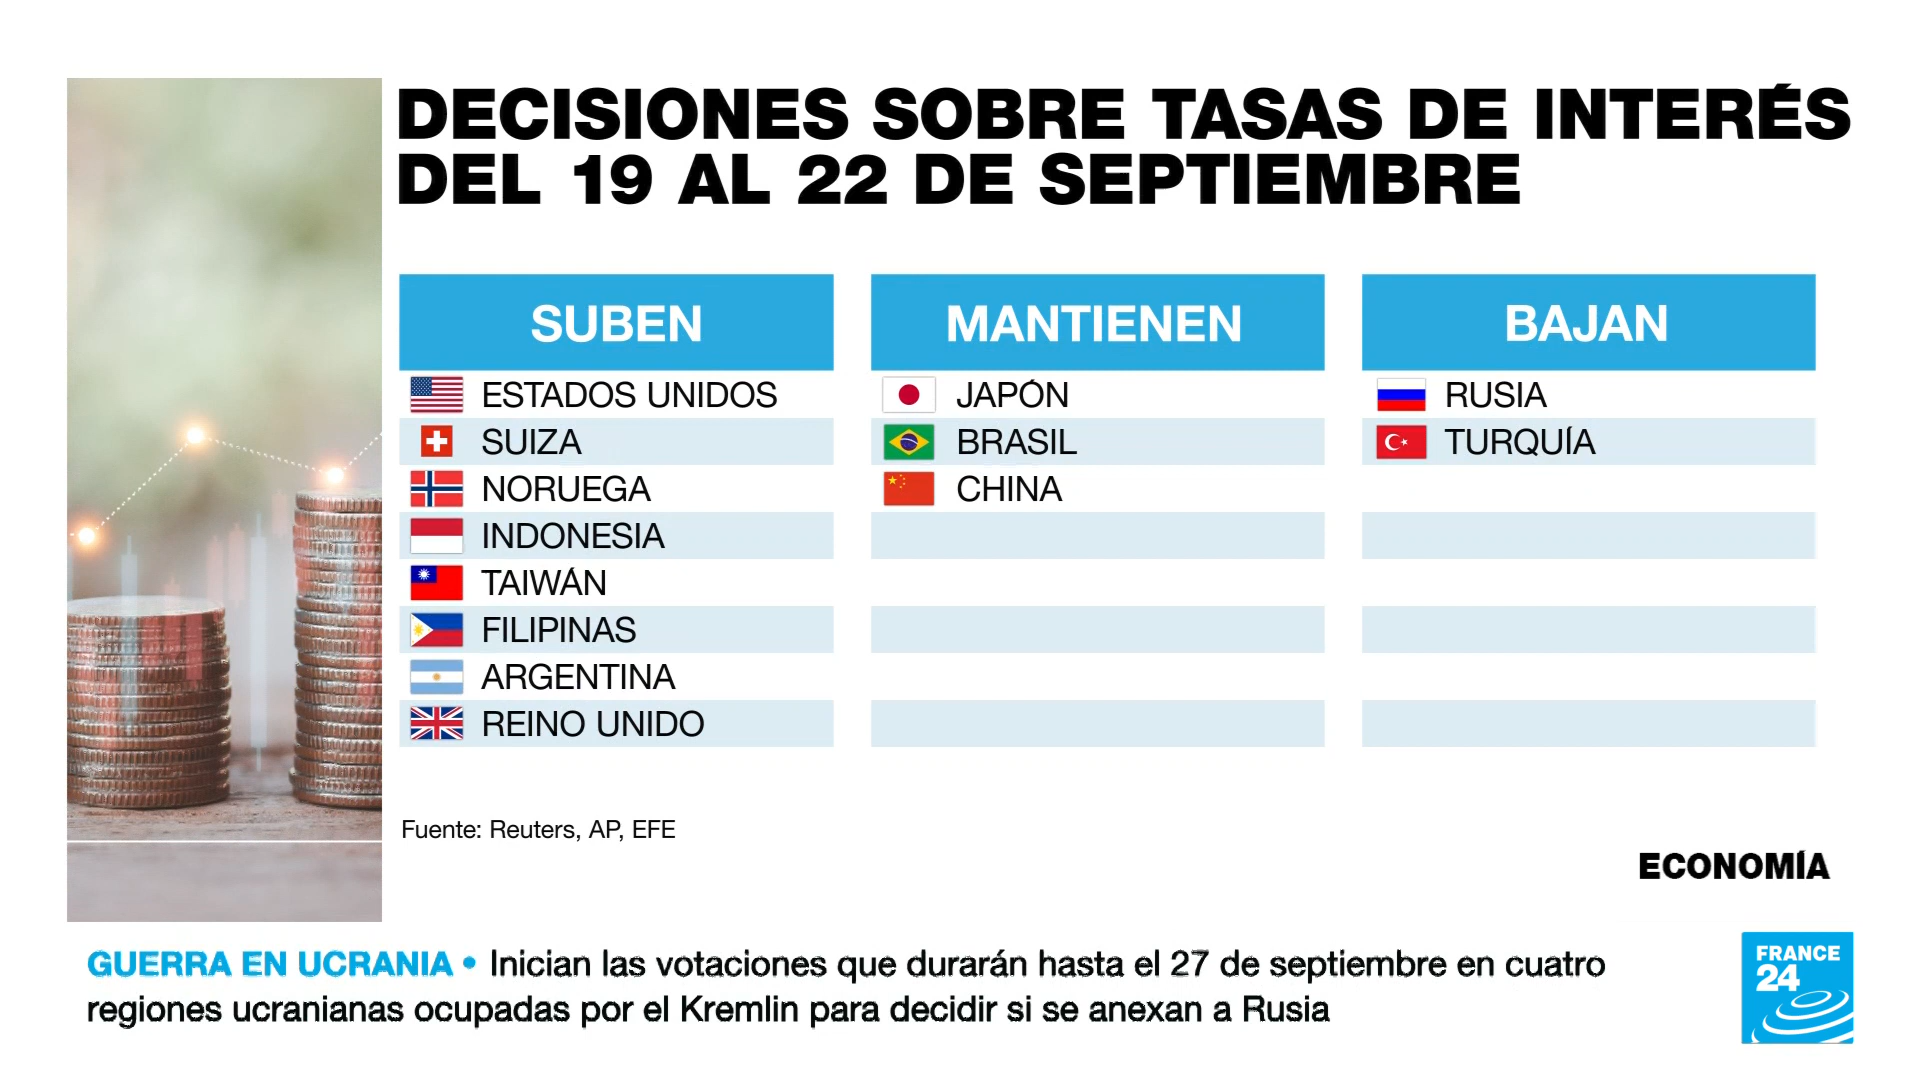 DECISIONES SOBRE TASAS DE INTERÉS
DEL 19 AL 22 DE SEPTIEMBRE
SUBEN
ESTADOS UNIDOS
SUIZA
NORUEGA
INDONESIA
TAIWÁN
FILIPINAS
ARGENTINA
REINO UNIDO
MANTIENEN
JAPÓN
BRASIL
CHINA
BAJAN
RUSIA
TURQUÍA
Fuente: Reuters, AP, EFE
ECONOMÍA
GUERRA EN UCRANIA • Inician las votaciones que durarán hasta el 27 de septiembre en cuatro
regiones ucranianas ocupadas por el Kremlin para decidir si se anexan a Rusia
FRANCE
24